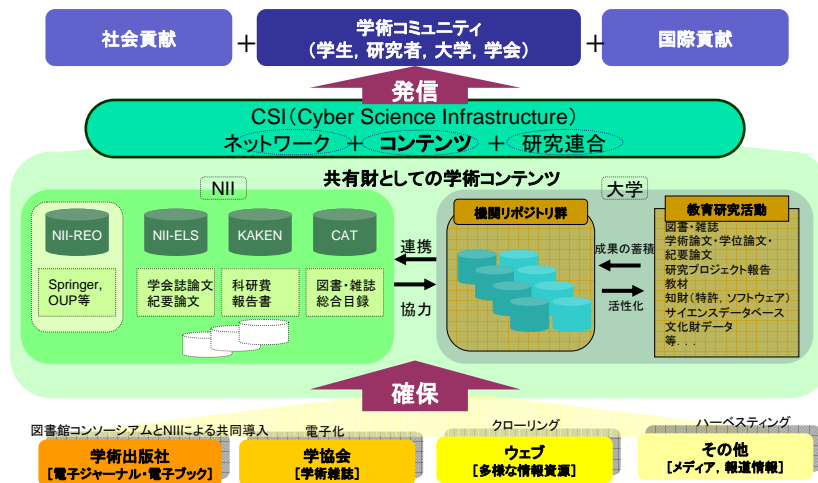 社会貢献
+
学術コミュニティ
(学生, 研究者, 大学, 学会)
+
国際貢献
発信
CSI(Cyber Science Infrastructure)
ネットワーク + コンテンツ + 研究連合
共有財としての学術コンテンツ
NII
大学
NII-REO
NII-ELS
KAKEN
CAT
Springer,
OUP等
学会誌論文
紀要論文
科研費
報告書
図書・雑誌
総合目録
連携
協力
機関リポジトリ群
成果の蓄積
活性化
教育研究活動
図書・雑誌
学術論文・学位論文・
紀要論文
研究プロジェクト報告
教材
知財(特許, ソフトウェア)
サイエンスデータベース
文化財データ
等...
確保
図書館コンソーシアムとNIIによる共同導入
電子化
クローリング
ハーベスティング
学術出版社
[電子ジャーナル・電子ブック]
学協会
[学術雑誌]
ウェブ
[多様な情報資源]
その他
[メディア, 報道情報]